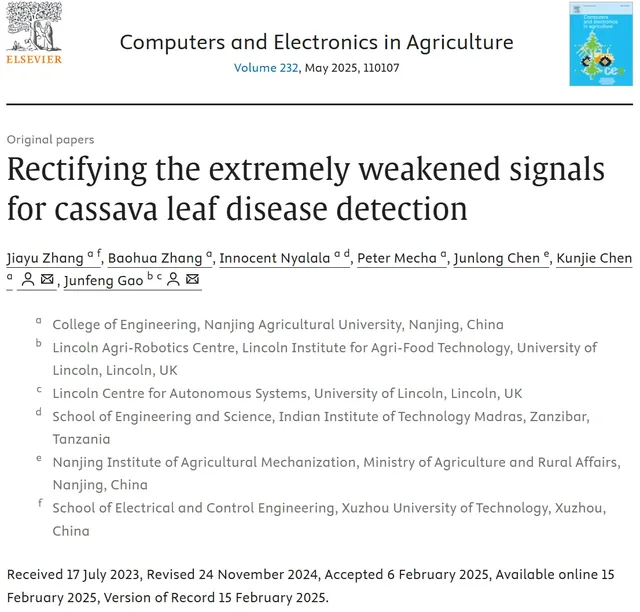 Computers and Electronics in Agriculture
Volume 232, May 2025, 110107
ELSEVIER
Computers
and electronics
in agriculture
Original papers
Rectifying the extremely weakened signals
for cassava leaf disease detection
Jiayu Zhang a f, Baohua Zhang a, Innocent Nyalala a d, Peter Mecha a, Junlong Chen e, Kunjie Chen
a, Junfeng Gao b c
a College of Engineering, Nanjing Agricultural University, Nanjing, China
b Lincoln Agri-Robotics Centre, Lincoln Institute for Agri-Food Technology, University of
Lincoln, Lincoln, UK
c Lincoln Centre for Autonomous Systems, University of Lincoln, Lincoln, UK
d School of Engineering and Science, Indian Institute of Technology Madras, Zanzibar,
Tanzania
e Nanjing Institute of Agricultural Mechanization, Ministry of Agriculture and Rural Affairs,
Nanjing, China
f School of Electrical and Control Engineering, Xuzhou University of Technology, Xuzhou,
China
Received 17 July 2023, Revised 24 November 2024, Accepted 6 February 2025, Available online 15
February 2025, Version of Record 15 February 2025.